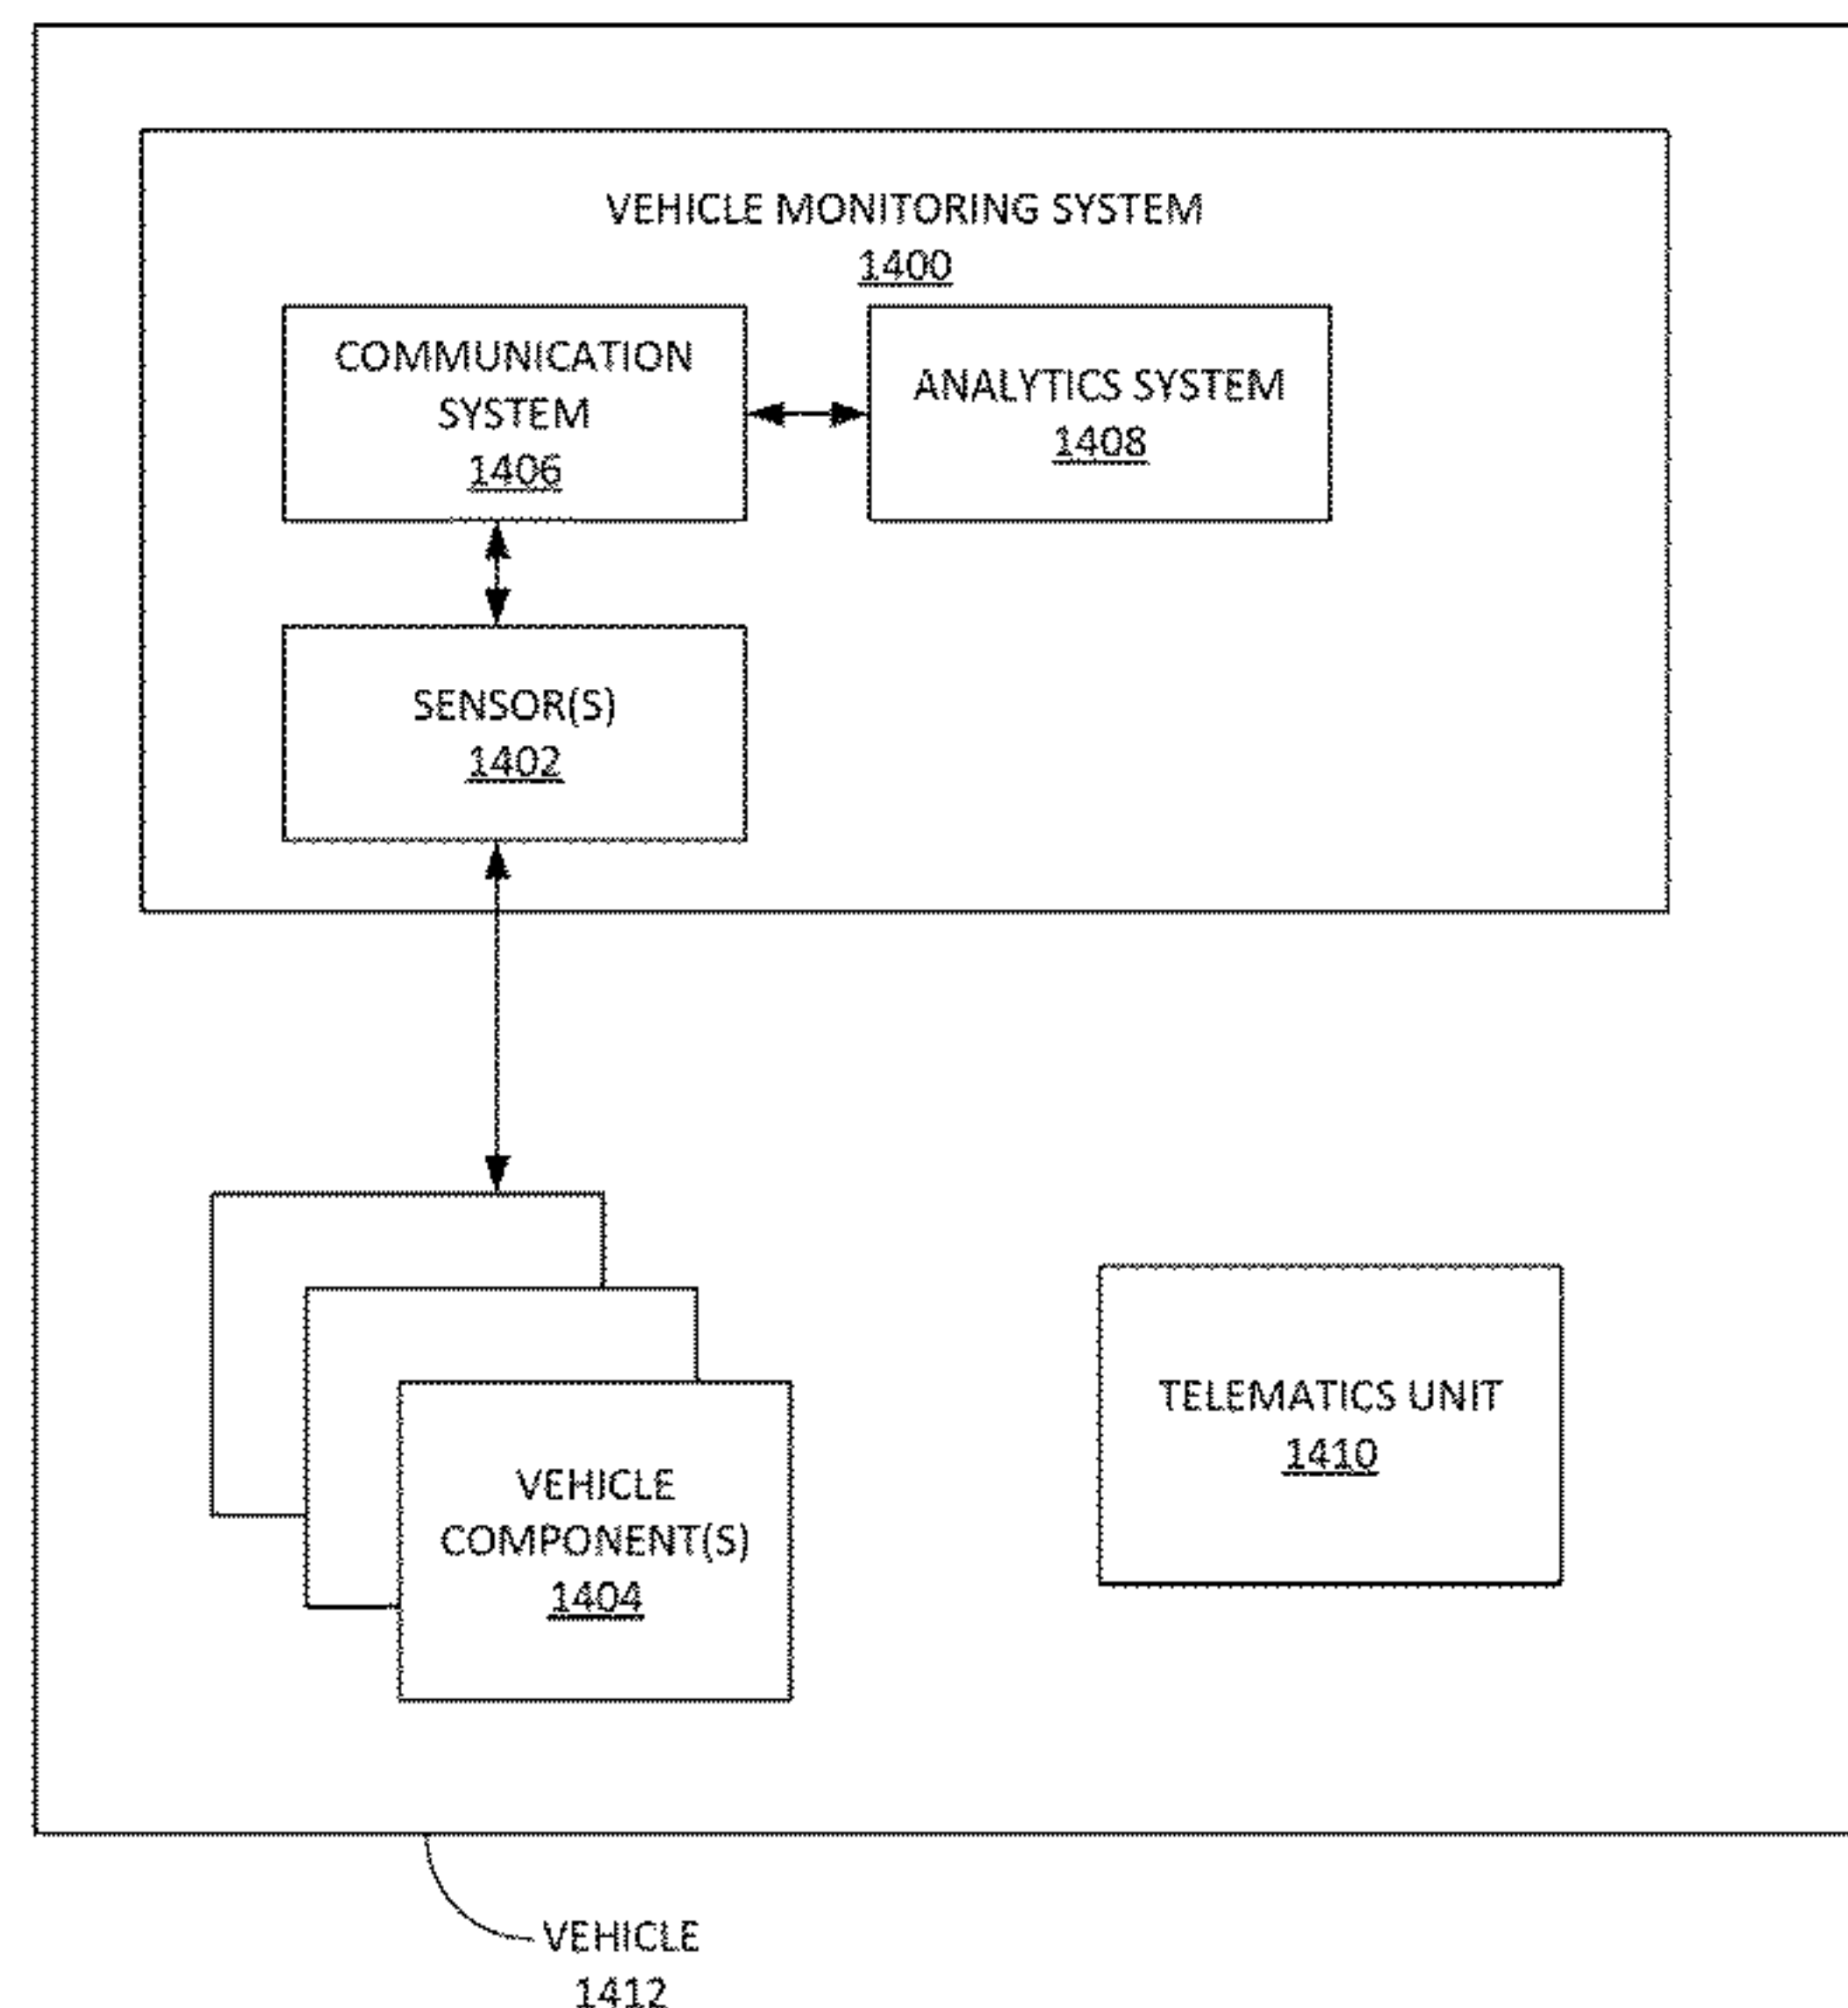 VEHICLE MONITORING SYSTEM
1400
COMMUNICATION
SYSTEM
1406
ANALYTICS SYSTEM
1408
SENSOR(S)
1402
VEHICLE
COMPONENT(S)
1404
TELEMATICS UNIT
1410
VEHICLE
1412